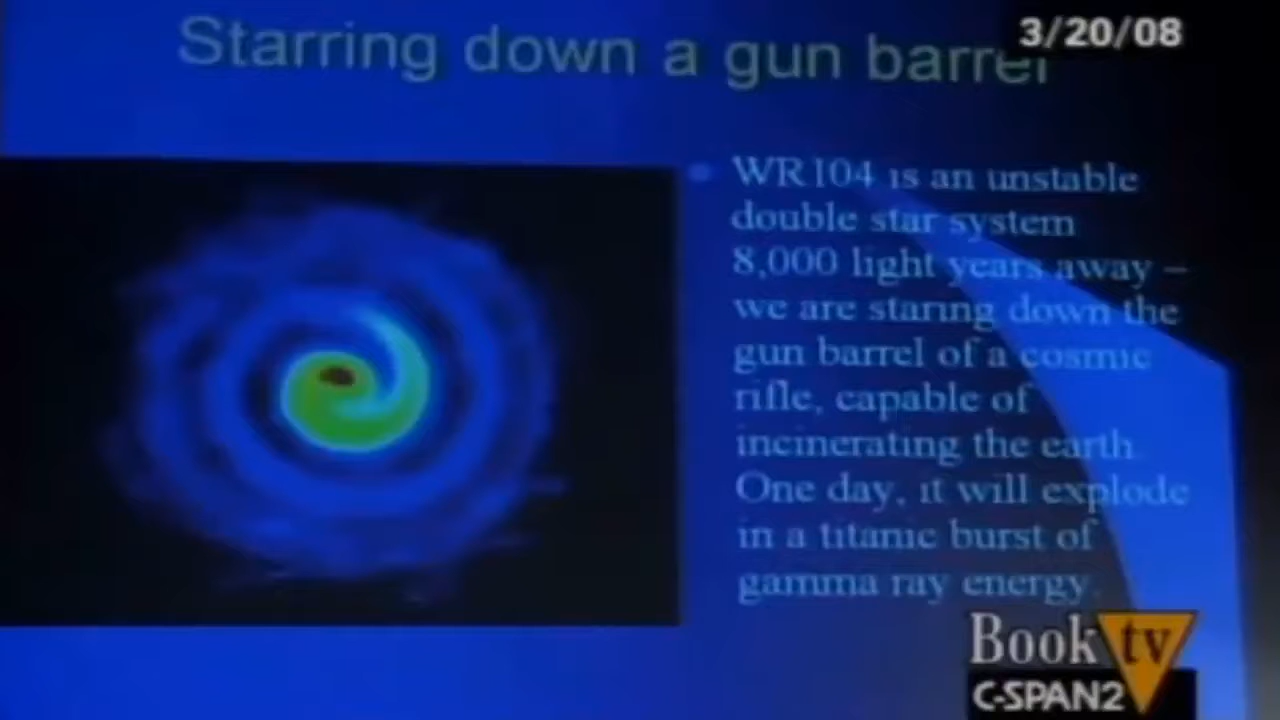 Starring down a gun barrel
3/20/08
WR104 is an unstable
double star system
8,000 light years away –
we are staring down the
gun barrel of a cosmic
rifle, capable of
incinerating the earth.
One day, it will explode
in a titanic burst of
gamma ray energy.
Book tv
C-SPAN2